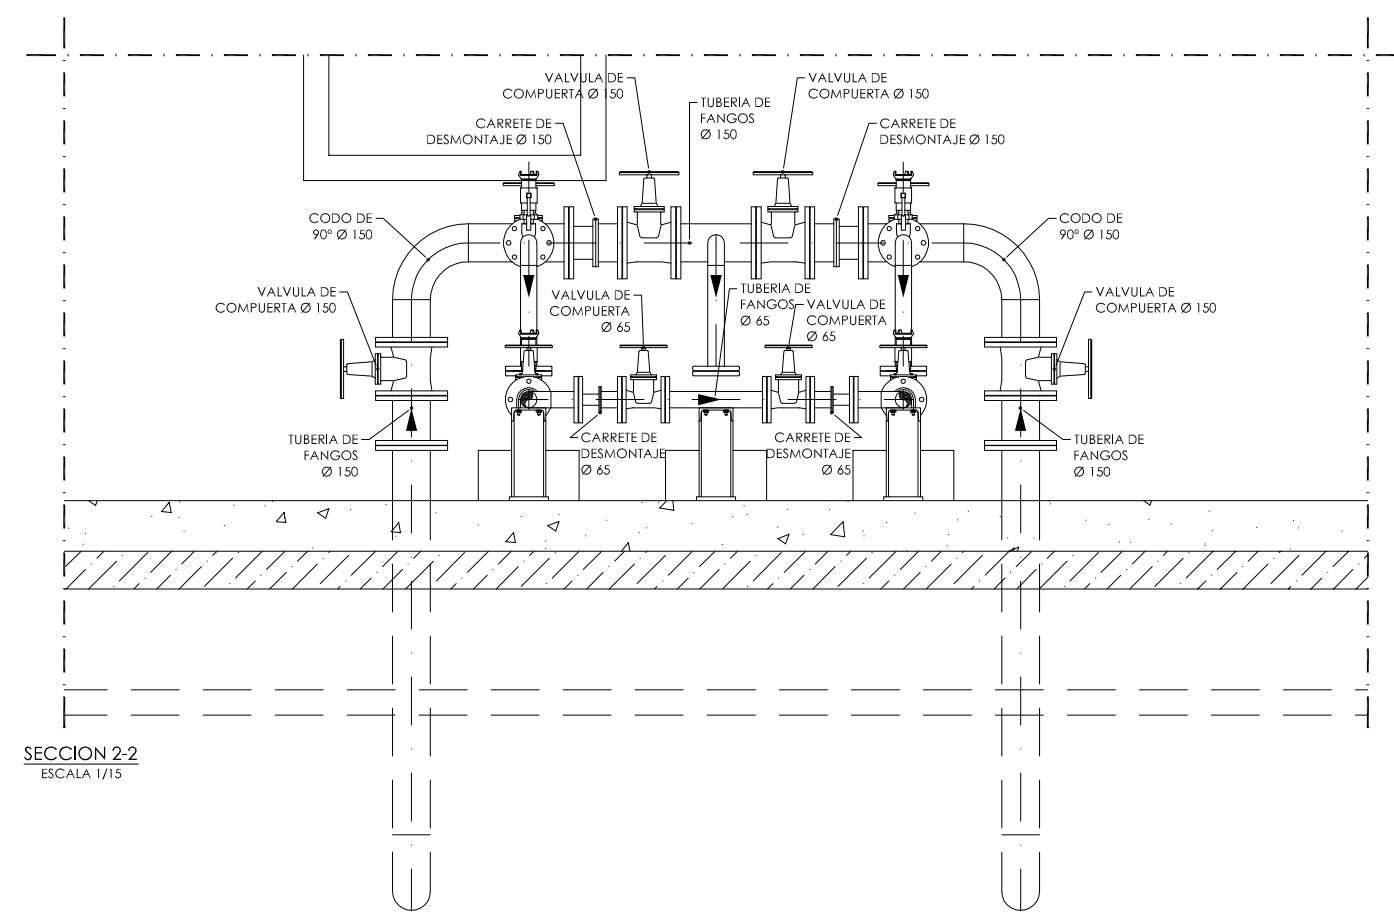 VALVULA DE
COMPUERTA Ø 150
VALVULA DE
COMPUERTA Ø 150
TUBERIA DE
FANGOS
Ø 150
CARRETE DE
DESMONTAJE Ø 150
CARRETE DE
DESMONTAJE Ø 150
CODO DE
90º Ø 150
CODO DE
90º Ø 150
VALVULA DE
COMPUERTA Ø 150
VALVULA DE
COMPUERTA
Ø 65
TUBERIA DE
FANGOS
Ø 65
VALVULA DE
COMPUERTA
Ø 65
VALVULA DE
COMPUERTA Ø 150
TUBERIA DE
FANGOS
Ø 150
CARRETE DE
DESMONTAJE
Ø 65
CARRETE DE
DESMONTAJE
Ø 65
TUBERIA DE
FANGOS
Ø 150
SECCION 2-2
ESCALA 1/15